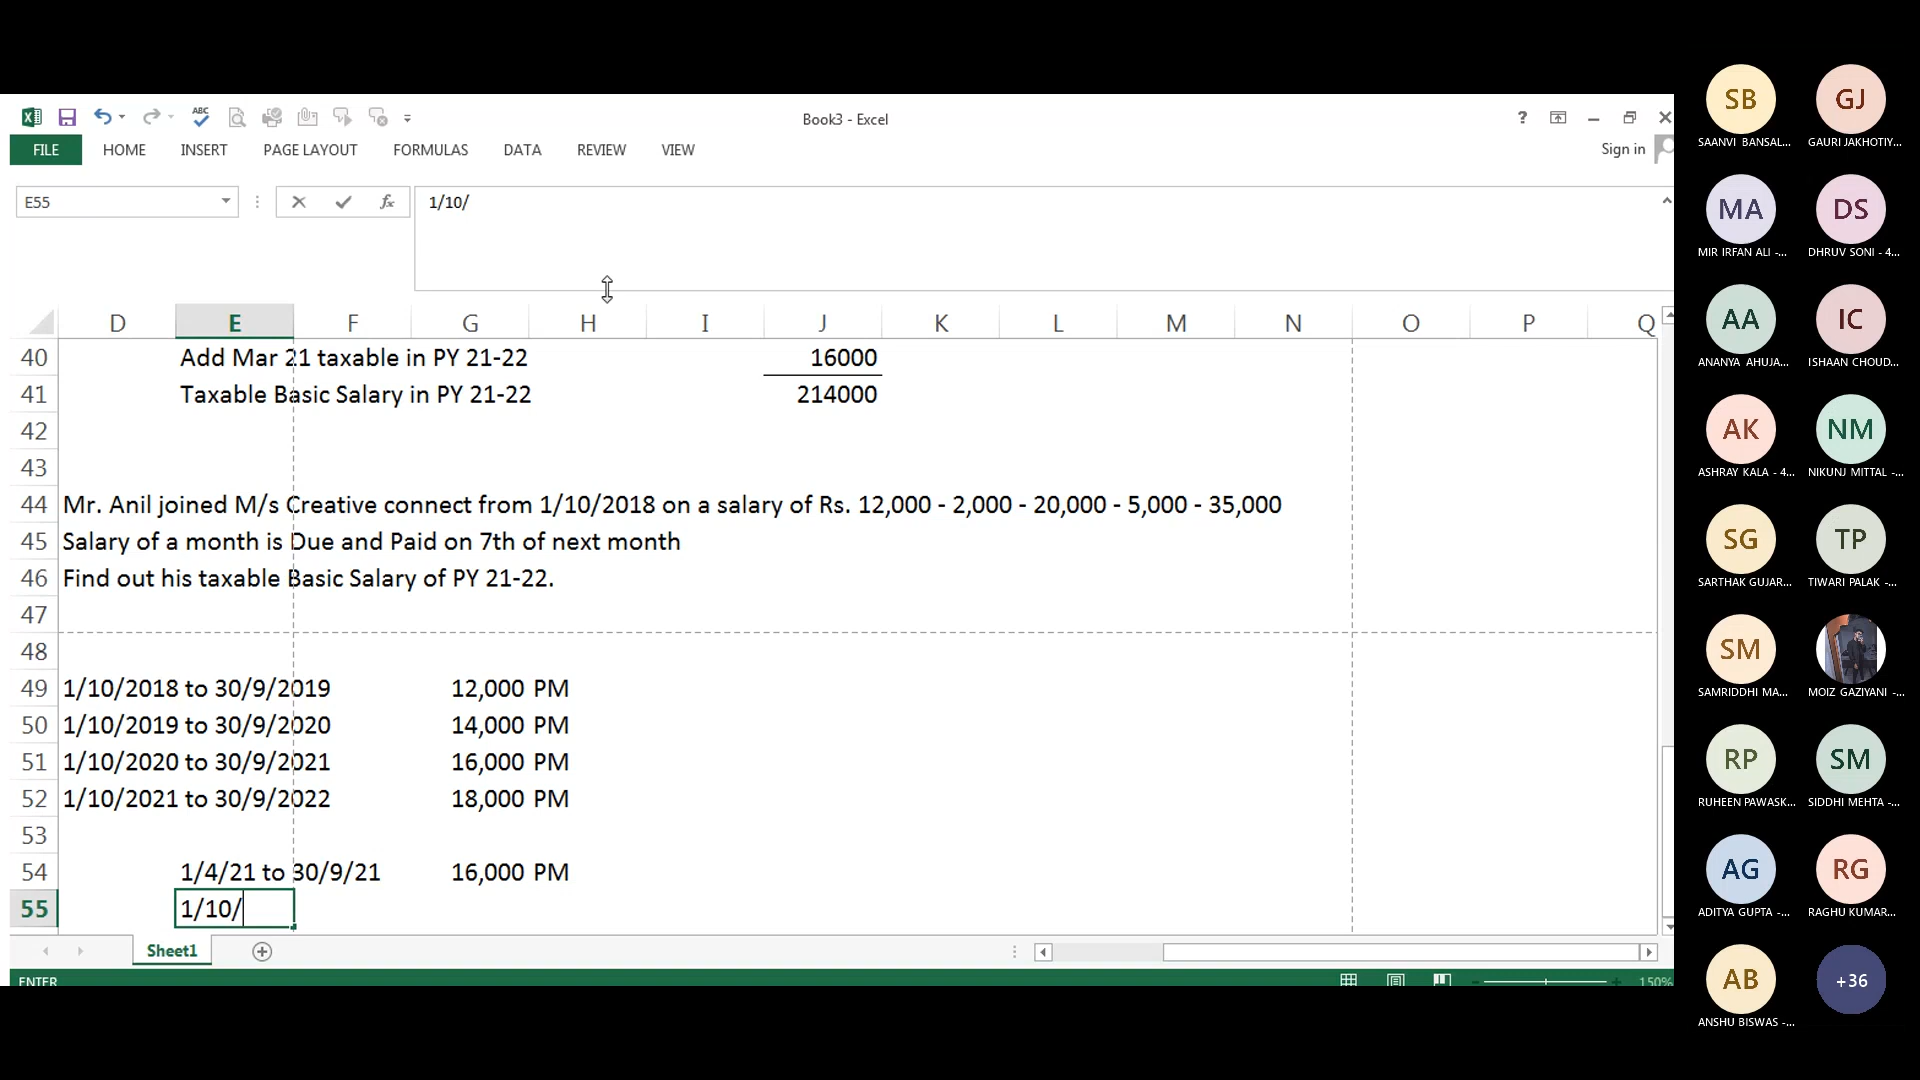 ABC
Book3 - Excel
?
FILE HOME INSERT PAGE LAYOUT FORMULAS DATA REVIEW VIEW
Sign in
E55
fx
1/10/
D E F G H I J K L M N O P Q
40 Add Mar 21 taxable in PY 21-22 16000
41 Taxable Basic Salary in PY 21-22 214000
42
43
44 Mr. Anil joined M/s Creative connect from 1/10/2018 on a salary of Rs. 12,000 - 2,000 - 20,000 - 5,000 - 35,000
45 Salary of a month is Due and Paid on 7th of next month
46 Find out his taxable Basic Salary of PY 21-22.
47
48
49 1/10/2018 to 30/9/2019 12,000 PM
50 1/10/2019 to 30/9/2020 14,000 PM
51 1/10/2020 to 30/9/2021 16,000 PM
52 1/10/2021 to 30/9/2022 18,000 PM
53
54 1/4/21 to 30/9/21 16,000 PM
55 1/10/
Sheet1
ENTER
150%
SB GJ
SAANVI BANSAL... GAURI JAKHOTIY...
MA DS
MIR IRFAN ALI -... DHRUV SONI - 4...
AA IC
ANANYA AHUJA... ISHAAN CHOUD...
AK NM
ASHRAY KALA - 4... NIKUNJ MITTAL -...
SG TP
SARTHAK GUJAR... TIWARI PALAK -...
SM
SAMRIDDHI MA... MOIZ GAZIYANI -...
RP SM
RUHEEN PAWASK... SIDDHI MEHTA -...
AG RG
ADITYA GUPTA -... RAGHU KUMAR...
AB +36
ANSHU BISWAS -...